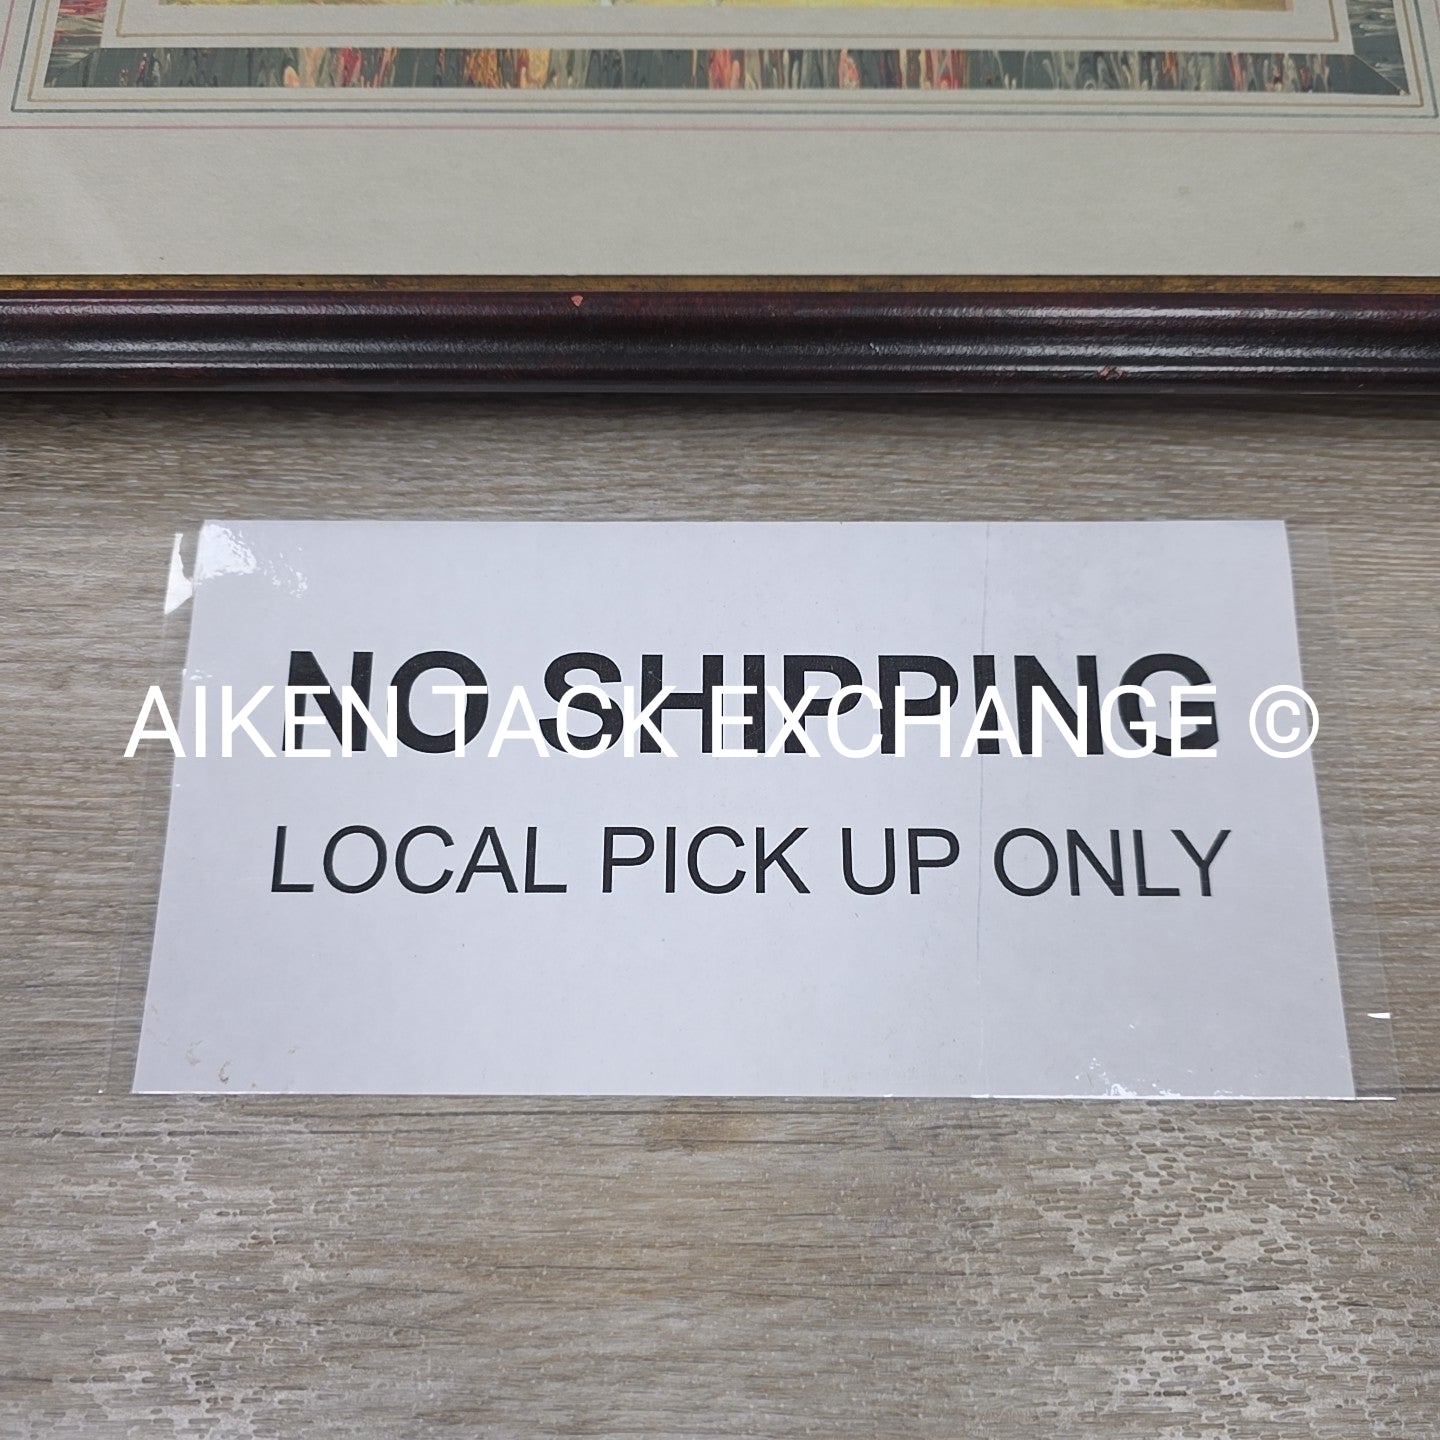 NO SHIPPING
AIKEN TACK EXCHANGE ©
LOCAL PICK UP ONLY